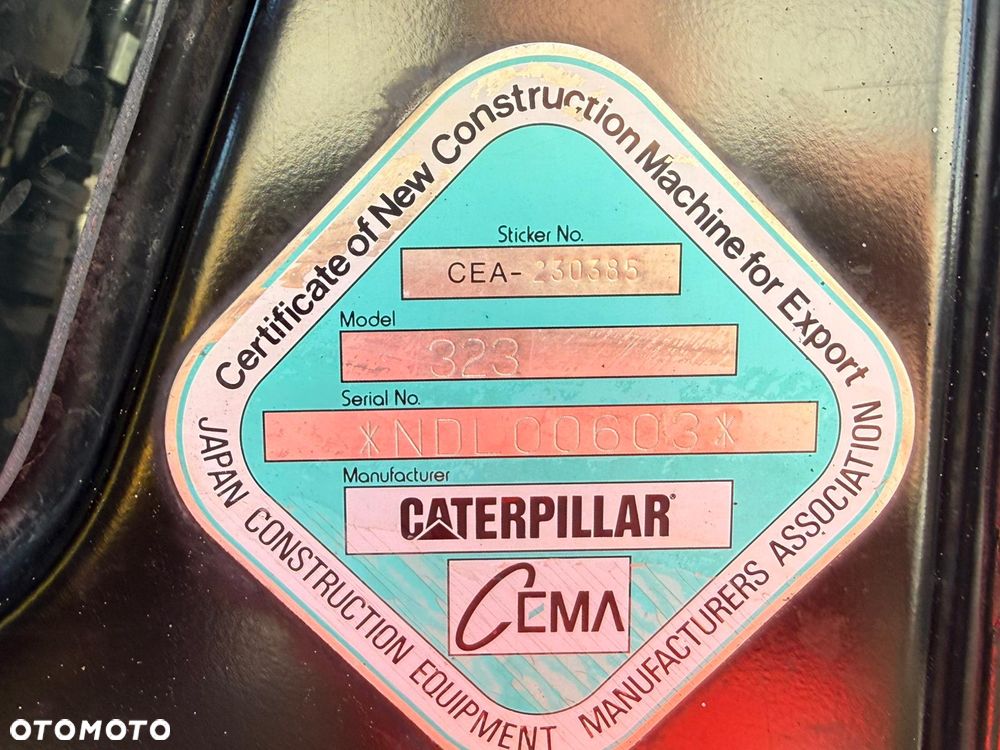 Certificate of New Construction Machine for Export
Sticker No.
CEA-230385
Model
323
Serial No.
*NDL00603*
Manufacturer
CATERPILLAR®
CEMA
JAPAN CONSTRUCTION EQUIPMENT MANUFACTURERS ASSOCIATION
OTOMOTO